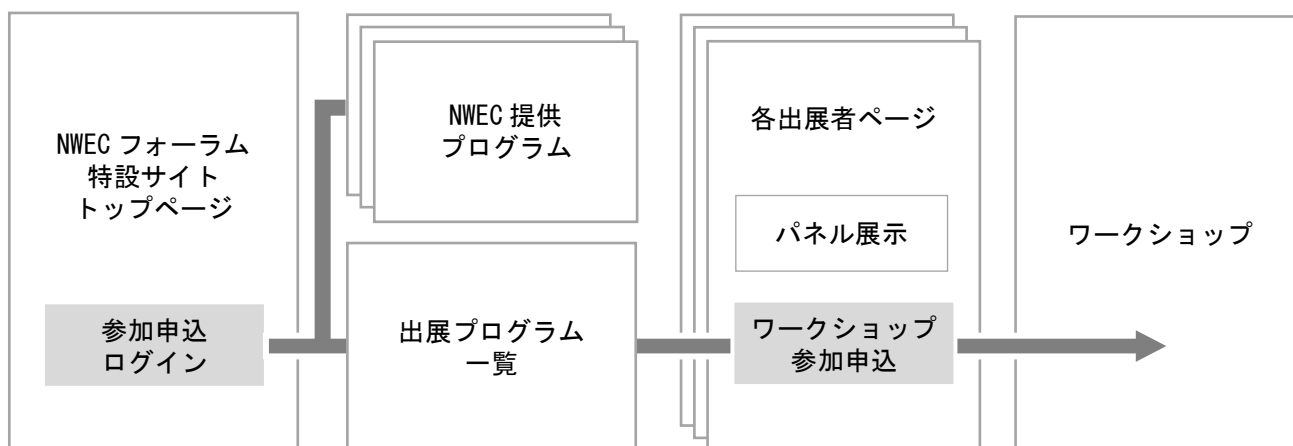 NWEC フォーラム
特設サイト
トップページ
参加申込
ログイン
NWEC 提供
プログラム
出展プログラム
一覧
各出展者ページ
パネル展示
ワークショップ
参加申込
ワークショップ